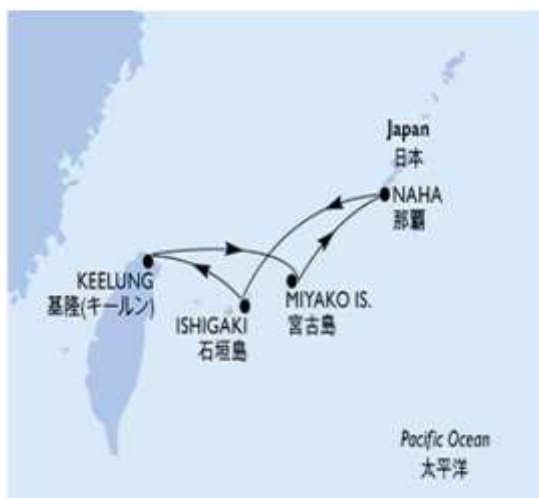 Japan
日本
NAHA
那覇
KEELUNG
基隆(キールン)
MIYAKO IS.
宮古島
ISHIGAKI
石垣島
Pacific Ocean
太平洋